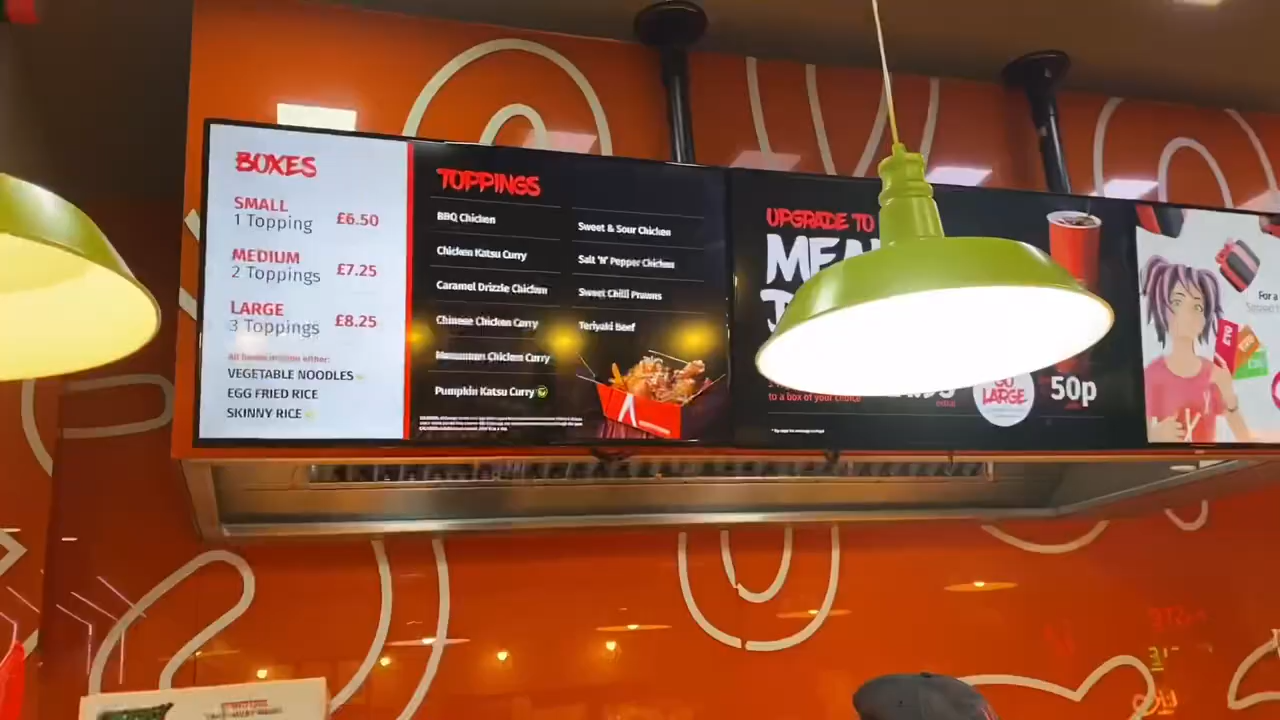 BOXES
SMALL
1 Topping £6.50
MEDIUM
2 Toppings £7.25
LARGE
3 Toppings £8.25
VEGETABLE NOODLES
EGG FRIED RICE
SKINNY RICE
TOPPINGS
BBQ Chicken
Chicken Katsu Curry
Caramel Drizzle Chicken
Chinese Chicken Curry
Chicken Curry
Pumpkin Katsu Curry
Sweet & Sour Chicken
Salt 'N' Pepper Chicken
Sweet Chilli Prawns
Teriyaki Beef
UPGRADE TO
to a box of your choice
GO
LARGE
50p
For a